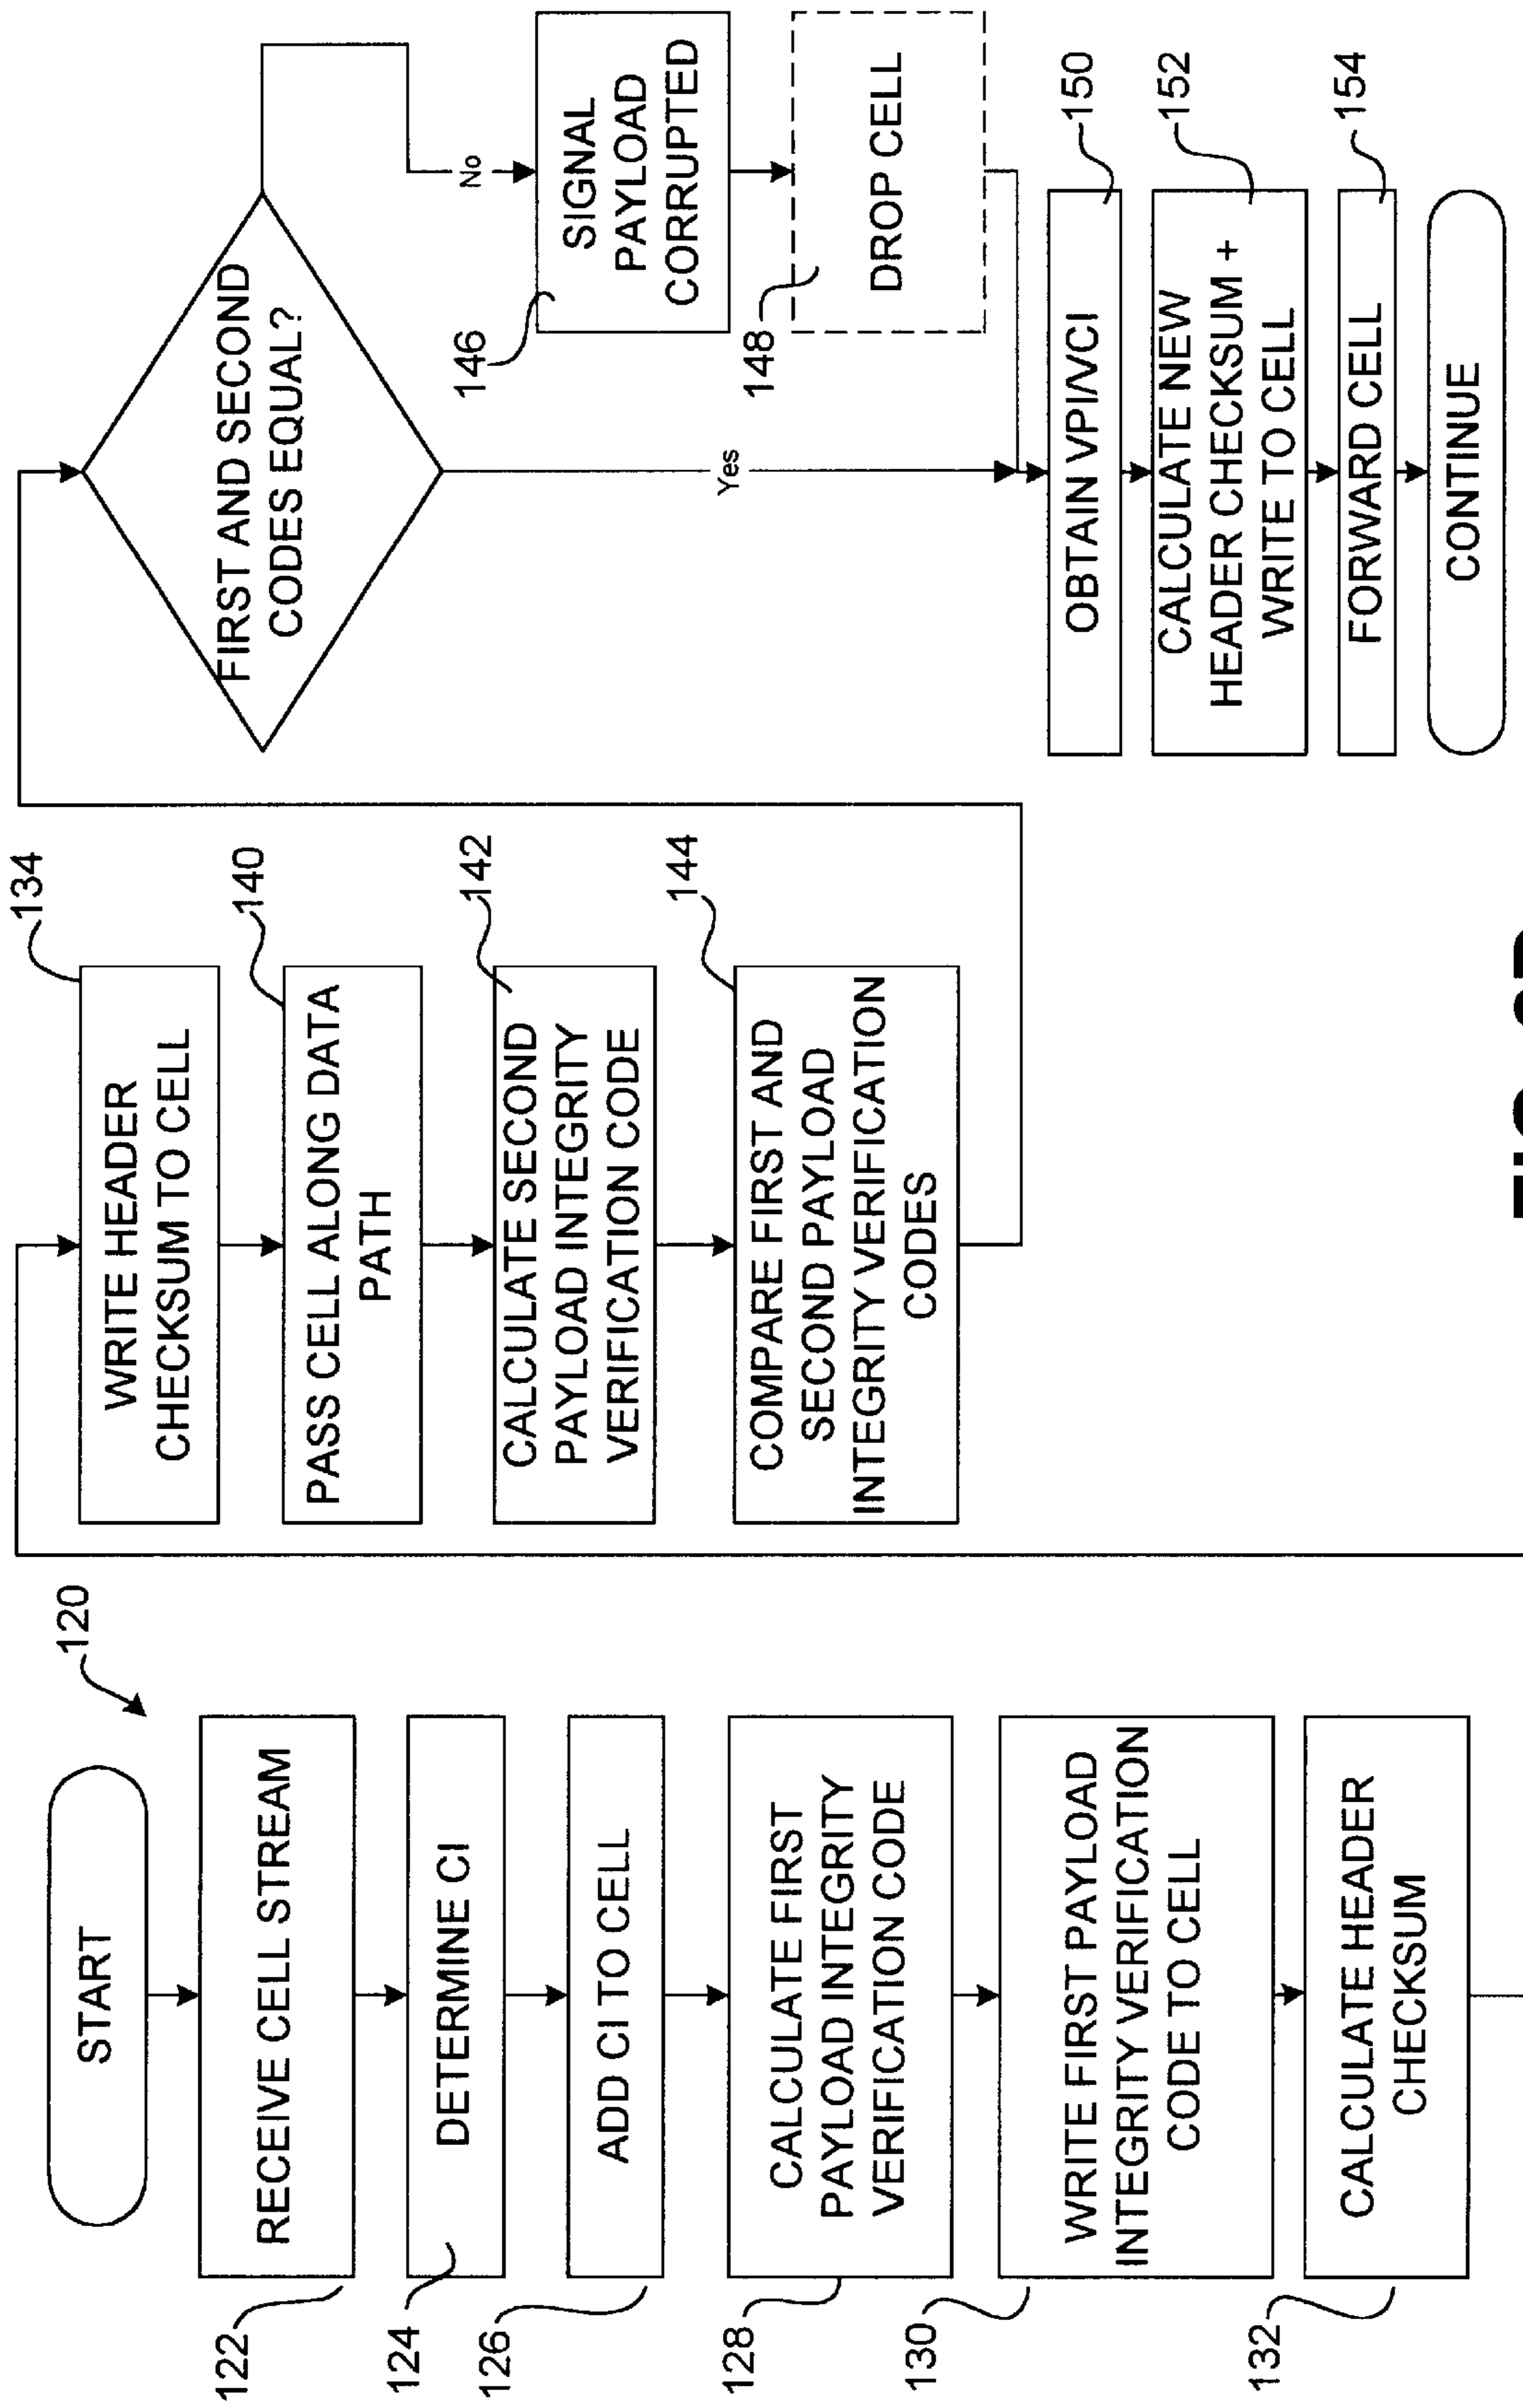 120
START
122
RECEIVE CELL STREAM
124
DETERMINE CI
126
ADD CI TO CELL
128
CALCULATE FIRST
PAYLOAD INTEGRITY
VERIFICATION CODE
130
WRITE FIRST PAYLOAD
INTEGRITY VERIFICATION
CODE TO CELL
132
CALCULATE HEADER
CHECKSUM
134
WRITE HEADER
CHECKSUM TO CELL
140
PASS CELL ALONG DATA
PATH
142
CALCULATE SECOND
PAYLOAD INTEGRITY
VERIFICATION CODE
144
COMPARE FIRST AND
SECOND PAYLOAD
INTEGRITY VERIFICATION
CODES
FIRST AND SECOND
CODES EQUAL?
No
Yes
146
SIGNAL
PAYLOAD
CORRUPTED
148
DROP CELL
150
OBTAIN VPI/VCI
152
CALCULATE NEW
HEADER CHECKSUM +
WRITE TO CELL
154
FORWARD CELL
CONTINUE